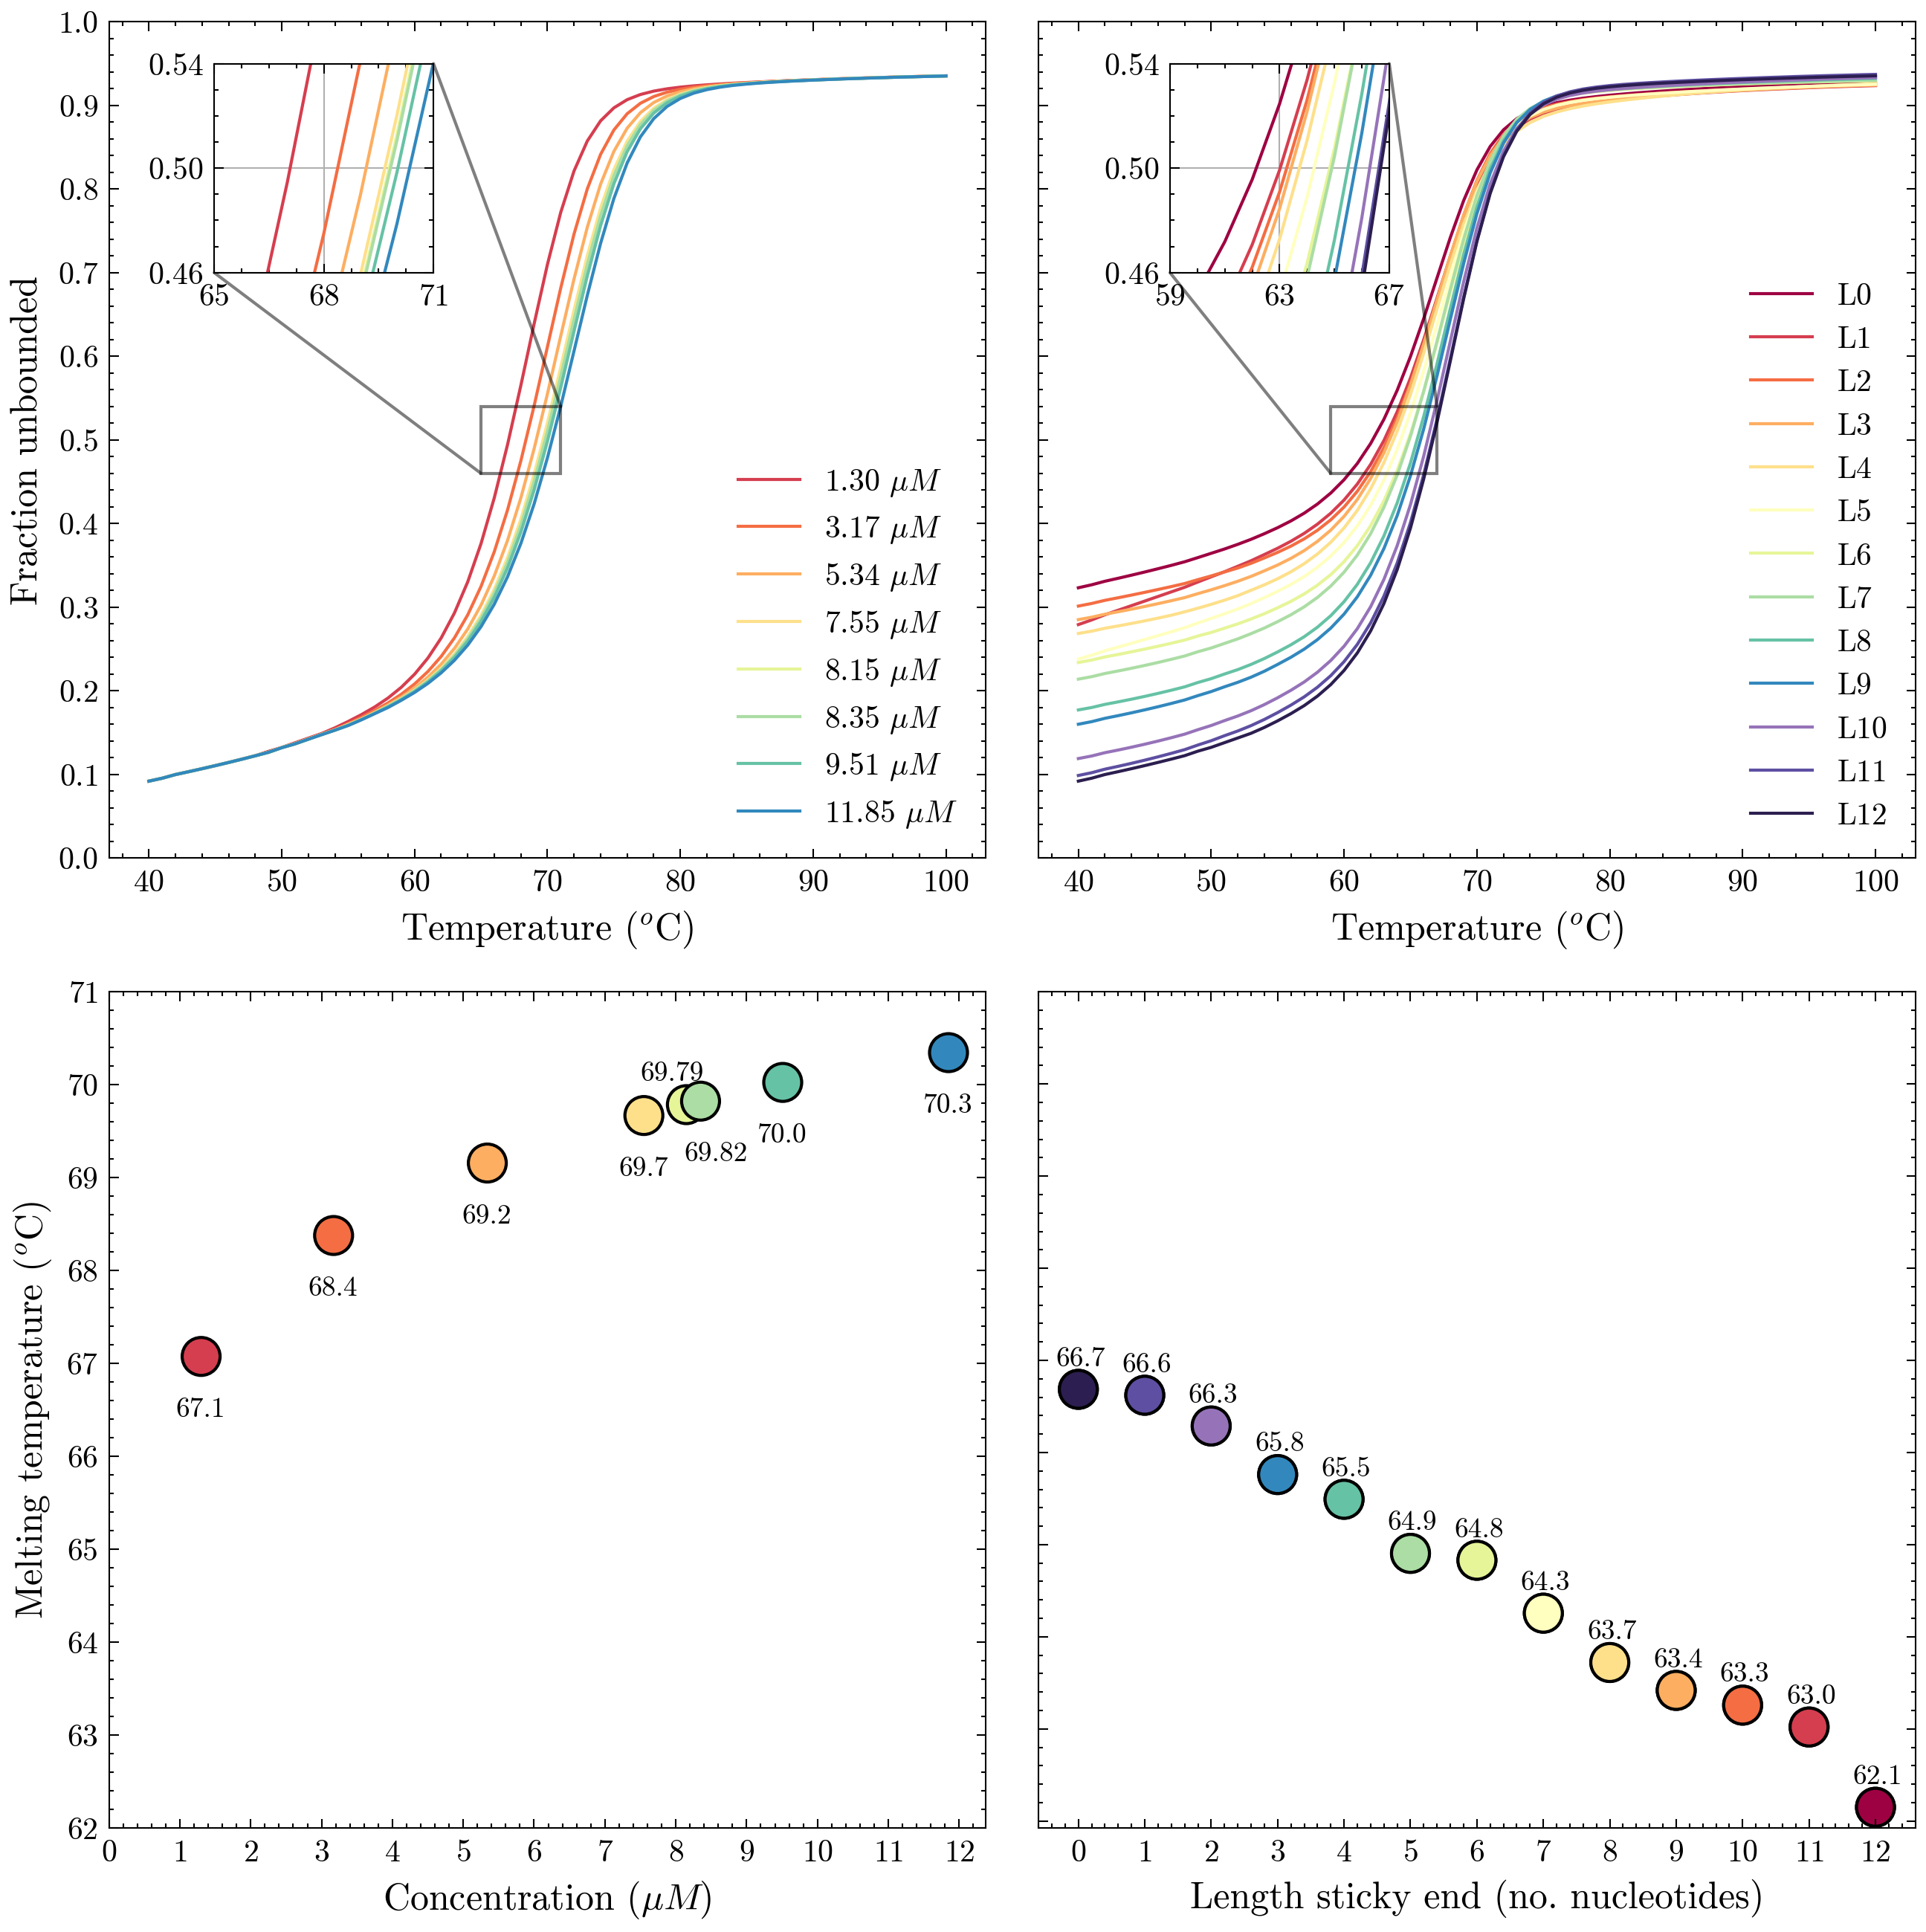 1.0
0.9
0.8
0.7
0.6
0.5
0.4
0.3
0.2
0.1
0.0
Fraction unbounded
0.54
0.50
0.46
65 68 71
1.30 μM
3.17 μM
5.34 μM
7.55 μM
8.15 μM
8.35 μM
9.51 μM
11.85 μM
40 50 60 70 80 90 100
Temperature (°C)
0.54
0.50
0.46
59 63 67
L0
L1
L2
L3
L4
L5
L6
L7
L8
L9
L10
L11
L12
40 50 60 70 80 90 100
Temperature (°C)
71
70
69
68
67
66
65
64
63
62
Melting temperature (°C)
67.1
68.4
69.2
69.7
69.79
69.82
70.0
70.3
0 1 2 3 4 5 6 7 8 9 10 11 12
Concentration (μM)
66.7
66.6
66.3
65.8
65.5
64.9
64.8
64.3
63.7
63.4
63.3
63.0
62.1
0 1 2 3 4 5 6 7 8 9 10 11 12
Length sticky end (no. nucleotides)